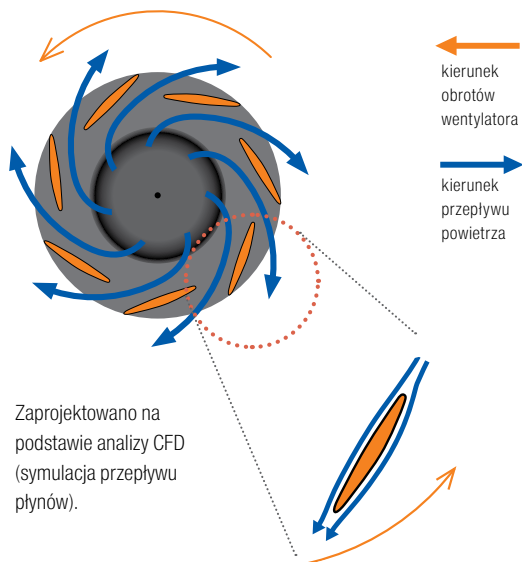 kierunek
obrotów
wentylatora
kierunek
przepływu
powietrza
Zaprojektowano na
podstawie analizy CFD
(symulacja przepływu
płynów).